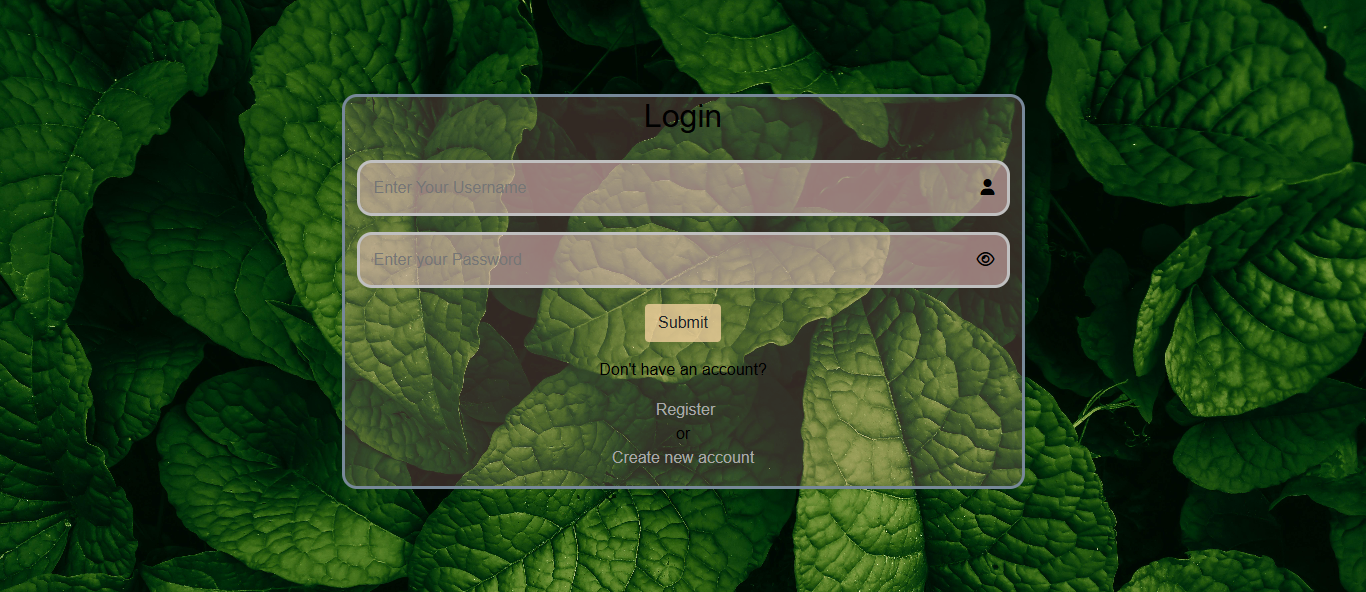 Login
Enter Your Username
Enter your Password
Submit
Don't have an account?
Register
or
Create new account